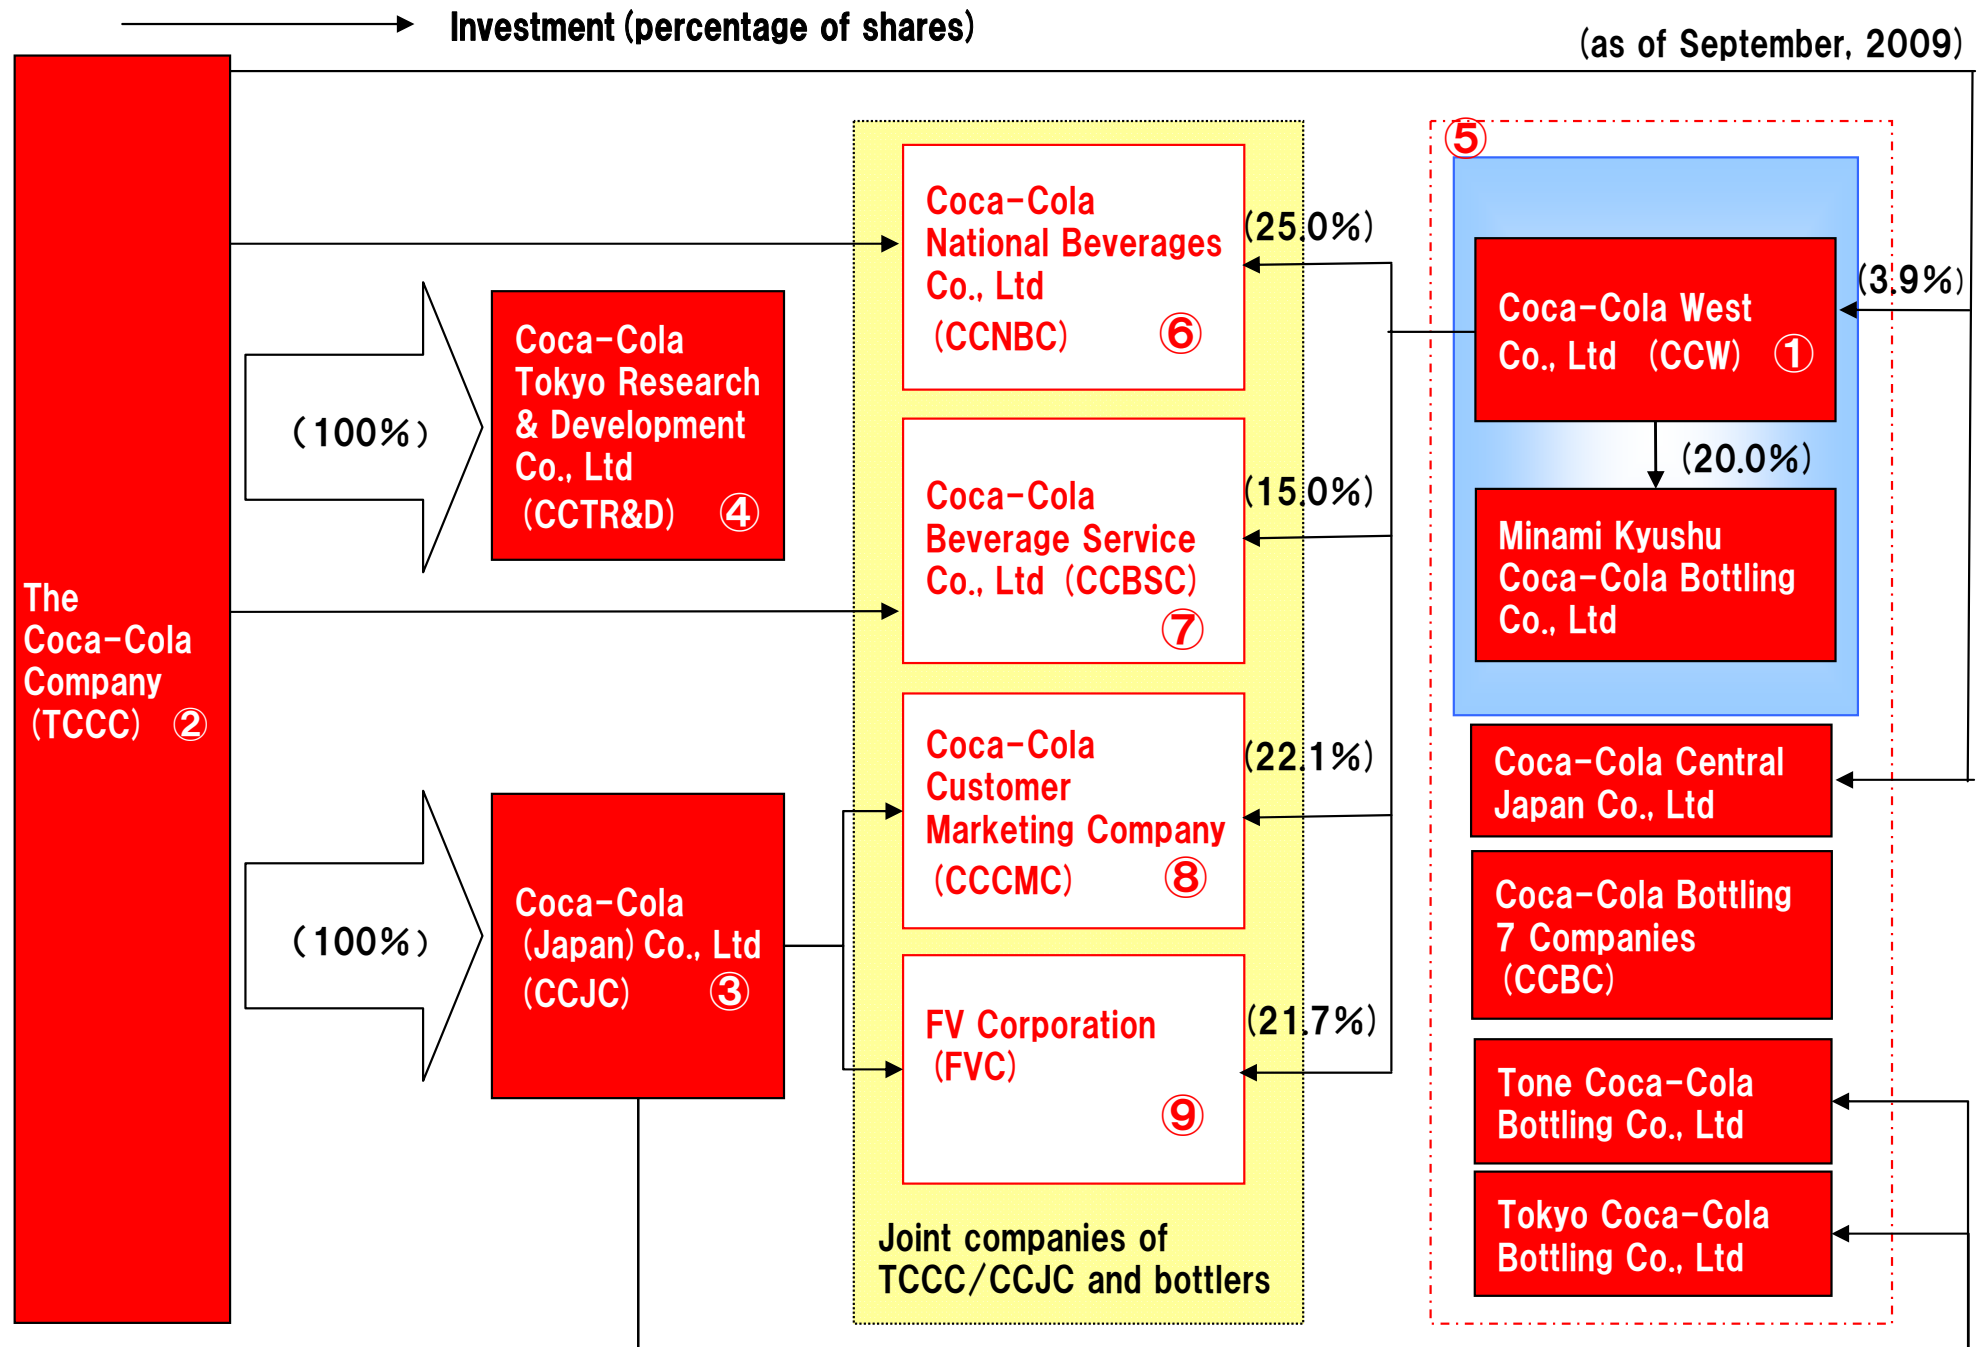 Investment (percentage of shares)
(as of September, 2009)
The
Coca-Cola
Company
(TCCC) ②
(100%)
Coca-Cola
Tokyo Research
& Development
Co., Ltd
(CCTR&D) ④
(100%)
Coca-Cola
(Japan) Co., Ltd
(CCJC) ③
Coca-Cola
National Beverages
Co., Ltd
(CCNBC) ⑥
(25.0%)
Coca-Cola
Beverage Service
Co., Ltd (CCBSC)
⑦
(15.0%)
Coca-Cola
Customer
Marketing Company
(CCCMC) ⑧
(22.1%)
FV Corporation
(FVC)
⑨
(21.7%)
Joint companies of
TCCC/CCJC and bottlers
⑤
Coca-Cola West
Co., Ltd (CCW) ①
(3.9%)
(20.0%)
Minami Kyushu
Coca-Cola Bottling
Co., Ltd
Coca-Cola Central
Japan Co., Ltd
Coca-Cola Bottling
7 Companies
(CCBC)
Tone Coca-Cola
Bottling Co., Ltd
Tokyo Coca-Cola
Bottling Co., Ltd